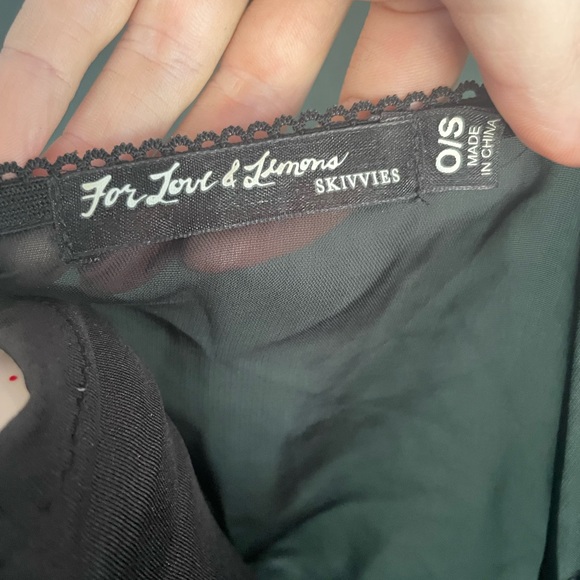 For Love & Lemons
SKIVVIES
O/S
MADE
IN CHINA